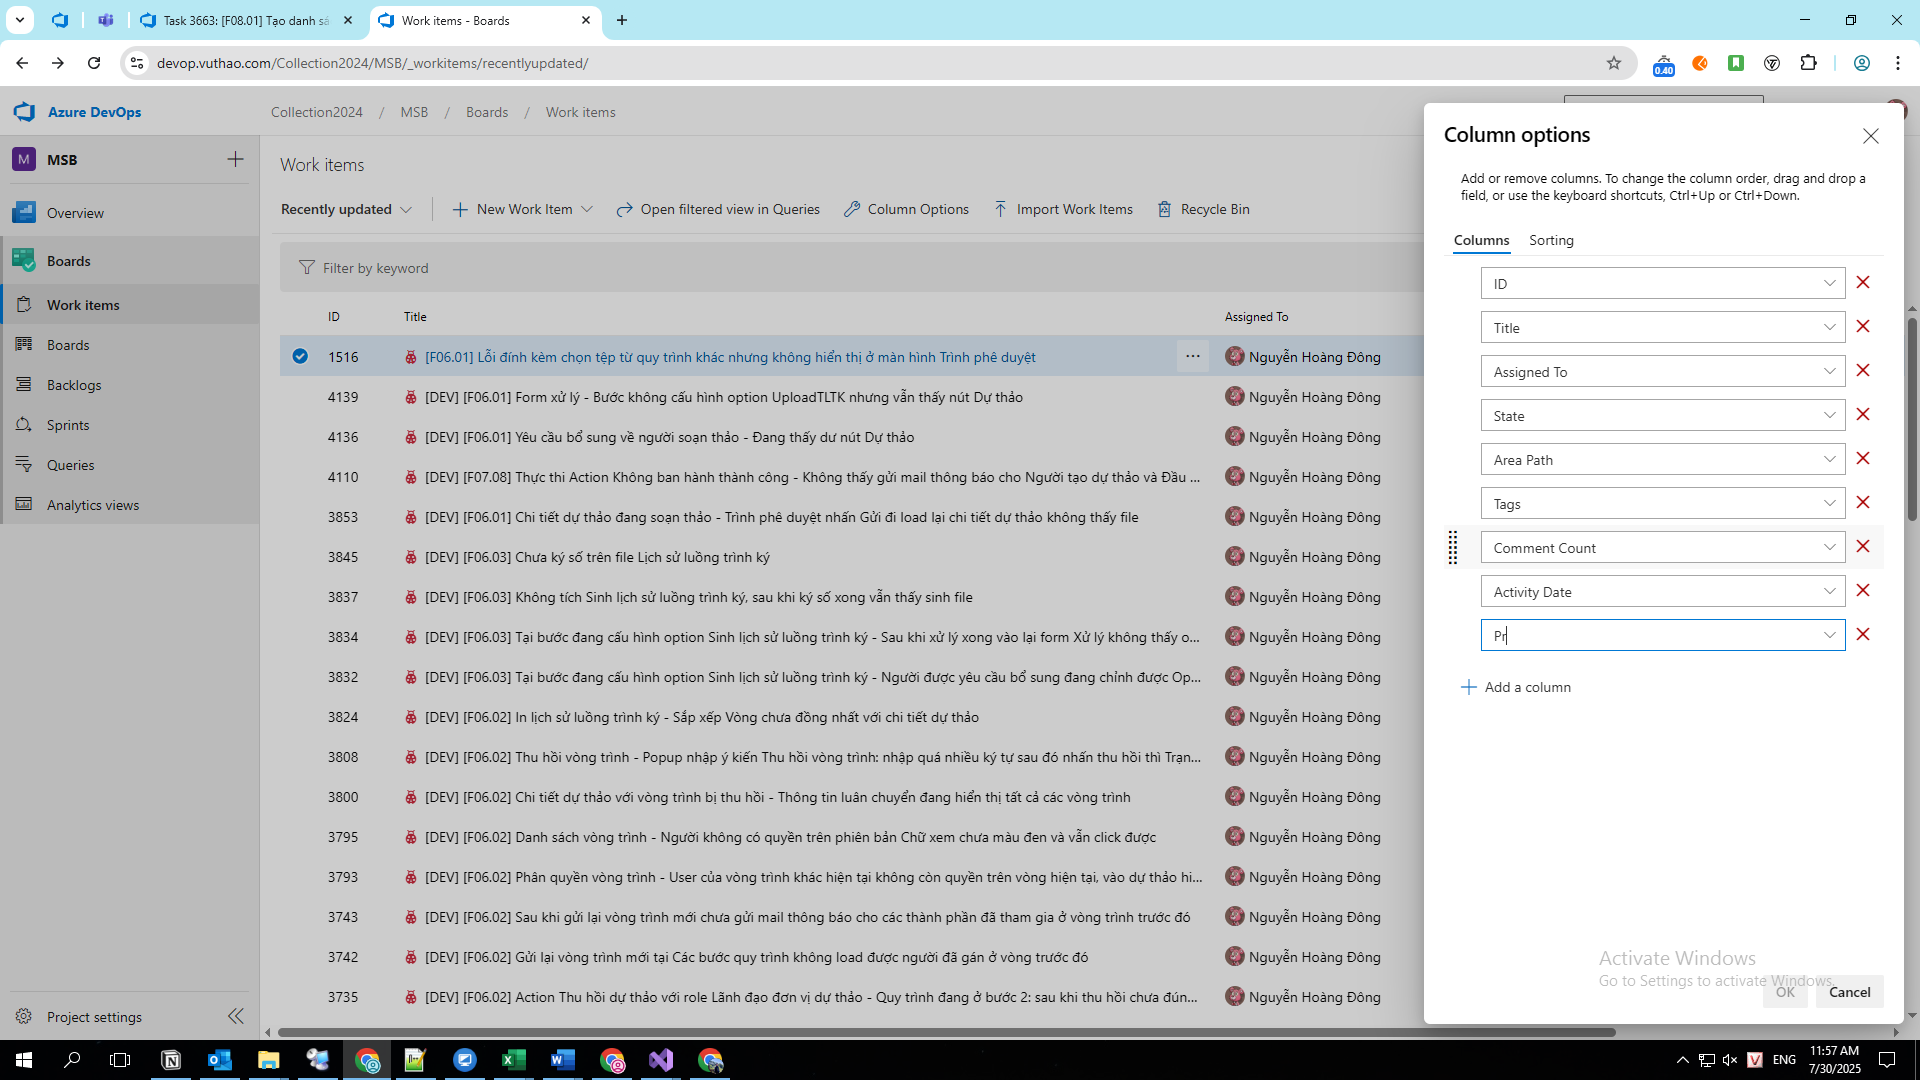 Task 3663: [F08.01] Tạo danh sá
Work items - Boards
devop.vuthao.com/Collection2024/MSB/_workitems/recentlyupdated/
0.40
Azure DevOps
Collection2024 / MSB / Boards / Work items
M MSB
Overview
Boards
Work items
Boards
Backlogs
Sprints
Queries
Analytics views
Project settings
Work items
Recently updated
New Work Item
Open filtered view in Queries
Column Options
Import Work Items
Recycle Bin
Filter by keyword
ID Title Assigned To
1516 [F06.01] Lỗi đính kèm chọn tệp từ quy trình khác nhưng không hiển thị ở màn hình Trình phê duyệt ... Nguyễn Hoàng Đông
4139 [DEV] [F06.01] Form xử lý - Bước không cấu hình option UploadTLTK nhưng vẫn thấy nút Dự thảo Nguyễn Hoàng Đông
4136 [DEV] [F06.01] Yêu cầu bổ sung về người soạn thảo - Đang thấy dư nút Dự thảo Nguyễn Hoàng Đông
4110 [DEV] [F07.08] Thực thi Action Không ban hành thành công - Không thấy gửi mail thông báo cho Người tạo dự thảo và Đầu ... Nguyễn Hoàng Đông
3853 [DEV] [F06.01] Chi tiết dự thảo đang soạn thảo - Trình phê duyệt nhấn Gửi đi load lại chi tiết dự thảo không thấy file Nguyễn Hoàng Đông
3845 [DEV] [F06.03] Chưa ký số trên file Lịch sử luồng trình ký Nguyễn Hoàng Đông
3837 [DEV] [F06.03] Không tích Sinh lịch sử luồng trình ký, sau khi ký số xong vẫn thấy sinh file Nguyễn Hoàng Đông
3834 [DEV] [F06.03] Tại bước đang cấu hình option Sinh lịch sử luồng trình ký - Sau khi xử lý xong vào lại form Xử lý không thấy o... Nguyễn Hoàng Đông
3832 [DEV] [F06.03] Tại bước đang cấu hình option Sinh lịch sử luồng trình ký - Người được yêu cầu bổ sung đang chỉnh được Op... Nguyễn Hoàng Đông
3824 [DEV] [F06.02] In lịch sử luồng trình ký - Sắp xếp Vòng chưa đồng nhất với chi tiết dự thảo Nguyễn Hoàng Đông
3808 [DEV] [F06.02] Thu hồi vòng trình - Popup nhập ý kiến Thu hồi vòng trình: nhập quá nhiều ký tự sau đó nhấn thu hồi thì Trạn... Nguyễn Hoàng Đông
3800 [DEV] [F06.02] Chi tiết dự thảo với vòng trình bị thu hồi - Thông tin luân chuyển đang hiển thị tất cả các vòng trình Nguyễn Hoàng Đông
3795 [DEV] [F06.02] Danh sách vòng trình - Người không có quyền trên phiên bản Chữ xem chưa màu đen và vẫn click được Nguyễn Hoàng Đông
3793 [DEV] [F06.02] Phân quyền vòng trình - User của vòng trình khác hiện tại không còn quyền trên vòng hiện tại, vào dự thảo hi... Nguyễn Hoàng Đông
3743 [DEV] [F06.02] Sau khi gửi lại vòng trình mới chưa gửi mail thông báo cho các thành phần đã tham gia ở vòng trình trước đó Nguyễn Hoàng Đông
3742 [DEV] [F06.02] Gửi lại vòng trình mới tại Các bước quy trình không load được người đã gán ở vòng trước đó Nguyễn Hoàng Đông
3735 [DEV] [F06.02] Action Thu hồi dự thảo với role Lãnh đạo đơn vị dự thảo - Quy trình đang ở bước 2: sau khi thu hồi chưa đún... Nguyễn Hoàng Đông
Column options
Add or remove columns. To change the column order, drag and drop a
field, or use the keyboard shortcuts, Ctrl+Up or Ctrl+Down.
Columns Sorting
ID
Title
Assigned To
State
Area Path
Tags
Comment Count
Activity Date
Pr
Add a column
Activate Windows
Go to Settings to activate Windows.
OK Cancel
ENG
11:57 AM
7/30/2025